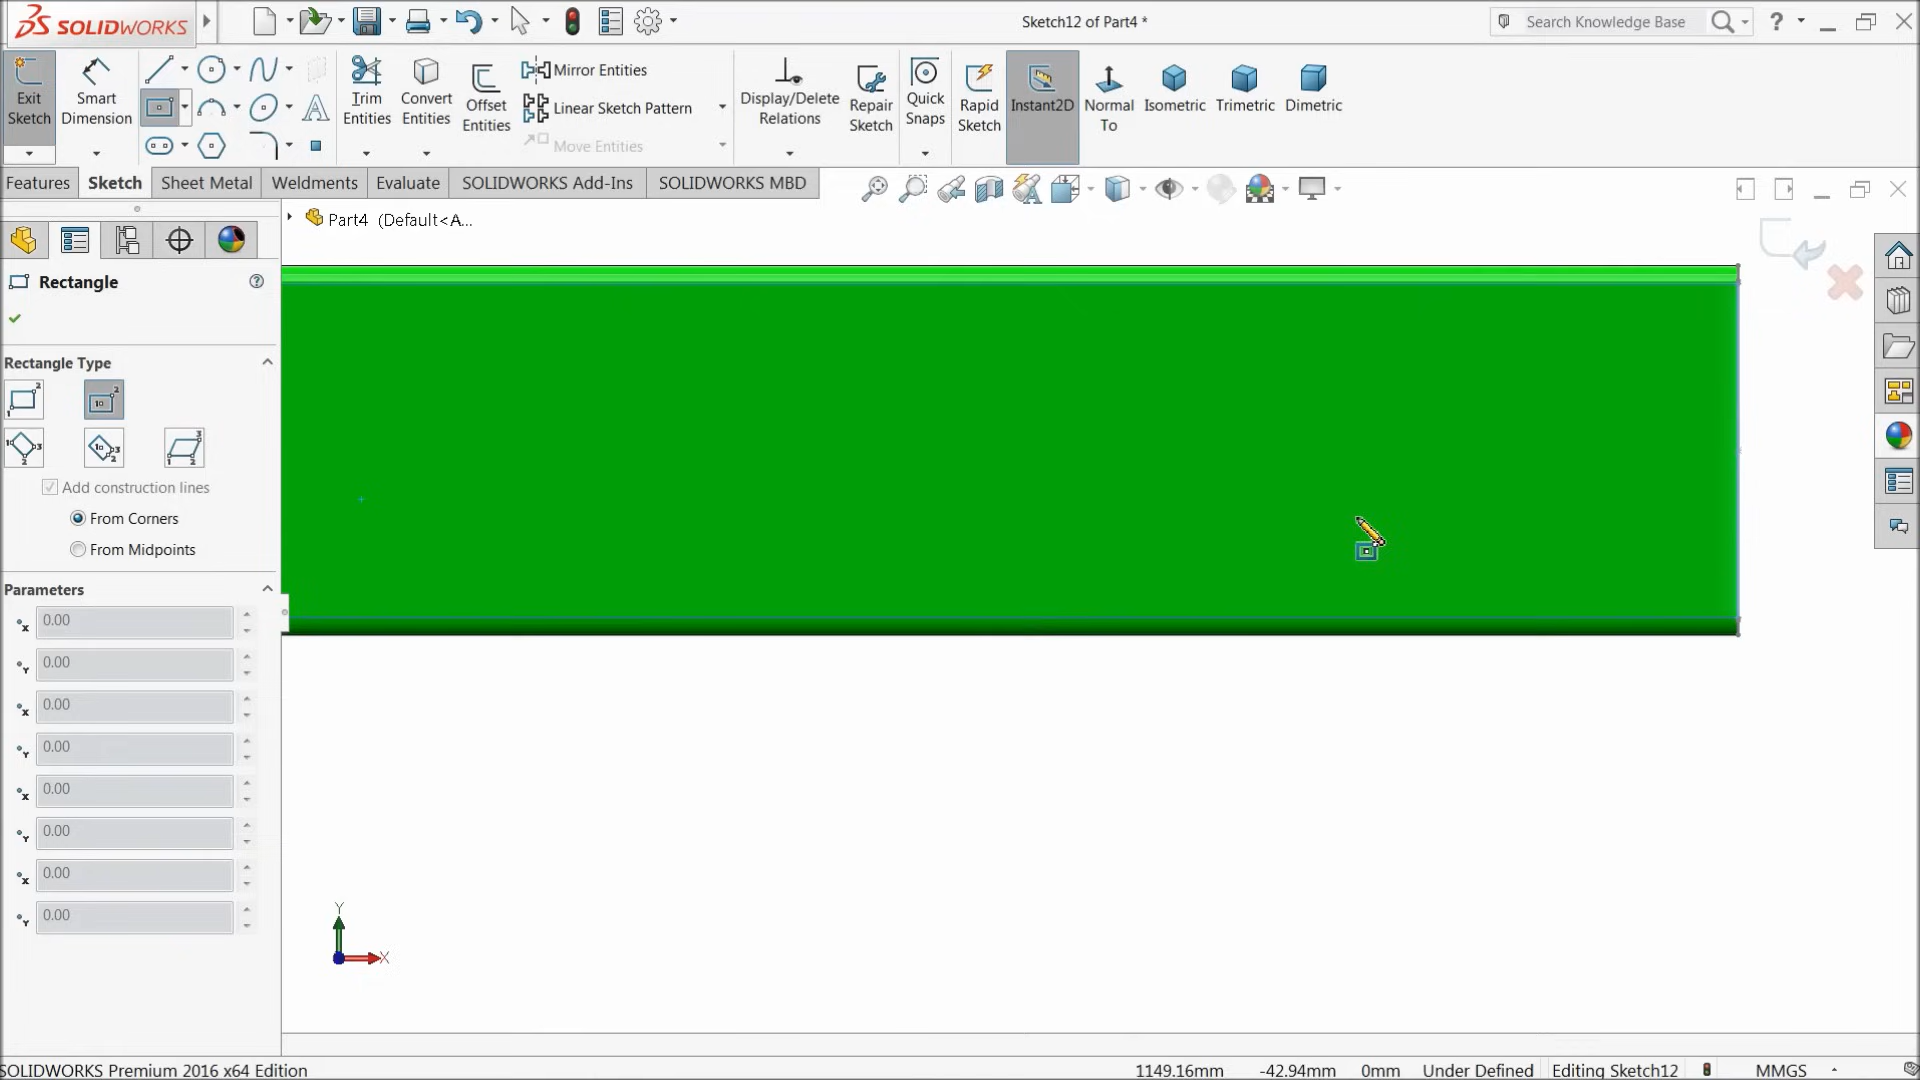 SOLIDWORKS
Sketch12 of Part4 *
Search Knowledge Base
?
Exit Sketch
Smart Dimension
Trim Entities
Convert Entities
Offset Entities
Mirror Entities
Linear Sketch Pattern
Move Entities
Display/Delete Relations
Repair Sketch
Quick Snaps
Rapid Sketch
Instant2D
Normal To
Isometric
Trimetric
Dimetric
Features
Sketch
Sheet Metal
Weldments
Evaluate
SOLIDWORKS Add-Ins
SOLIDWORKS MBD
Part4 (Default<A...
Rectangle
?
Rectangle Type
Add construction lines
From Corners
From Midpoints
Parameters
x 0.00
Y 0.00
x 0.00
Y 0.00
x 0.00
Y 0.00
x 0.00
Y 0.00
Y
X
SOLIDWORKS Premium 2016 x64 Edition
1149.16mm
-42.94mm
0mm
Under Defined
Editing Sketch12
MMGS